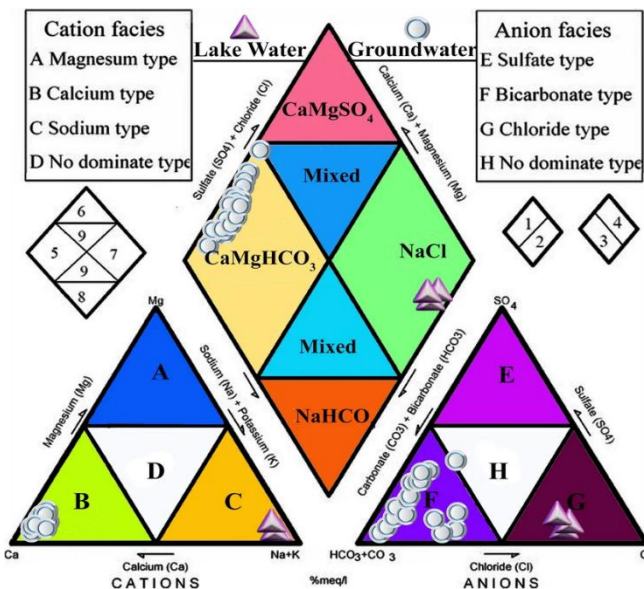 Cation facies
A Magnesum type
B Calcium type
C Sodium type
D No dominate type
Lake Water
Groundwater
Anion facies
E Sulfate type
F Bicarbonate type
G Chloride type
H No dominate type
Sulfate (SO4) + Chloride (Cl)
Calcium (Ca) + Magnesium (Mg)
CaMgSO4
Mixed
CaMgHCO3
NaCl
Mixed
NaHCO
6
9
5
7
9
8
1
2
4
3
Mg
SO4
Magnesium (Mg)
Sodium (Na) + Potassium (K)
Carbonate (CO3) + Bicarbonate (HCO3)
Sulfate (SO4)
A
B
D
C
E
F
H
G
Ca
Na+K
HCO3+CO 3
C
Calcium (Ca)
Chloride (Cl)
CATIONS
%meq/l
ANIONS